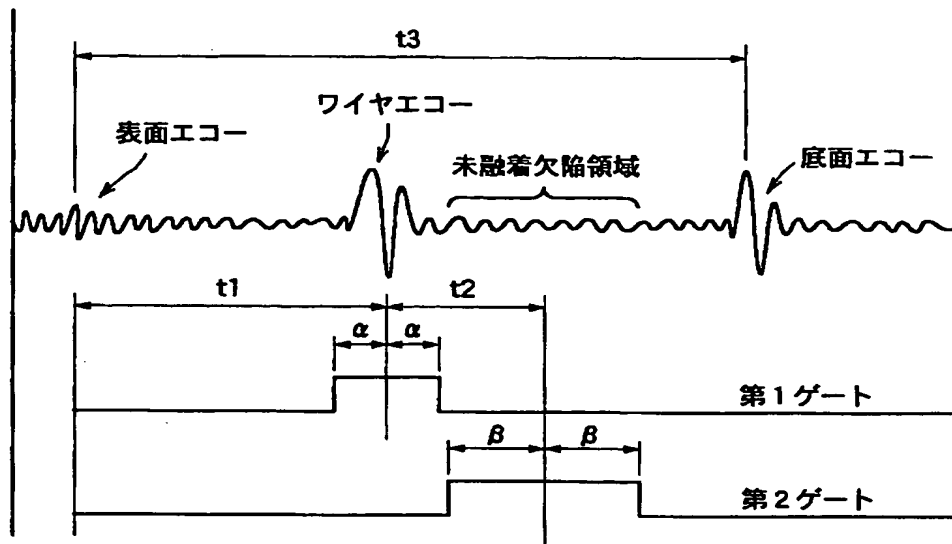 t3
ワイヤエコー
表面エコー
未融着欠陥領域
底面エコー
t1
t2
α
α
第1ゲート
β
β
第2ゲート